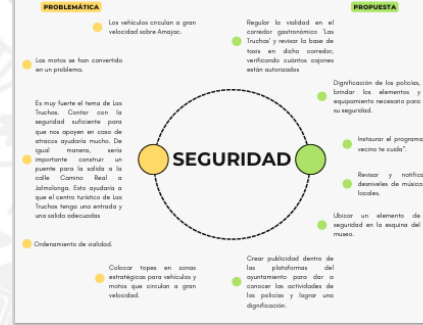 PROBLEMÁTICA
Los vehículos circulan a gran
velocidad sobre Amajac.
Las motos se han convertido
en un problema.
Es muy fuerte el tema de Las
Truchas. Contar con la
seguridad suficiente para
que nos apoyen en caso de
atracos ayudaría mucho. De
igual manera, sería
importante construir un
puente para la salida a la
calle Camino Real a
Jalmolonga. Esto ayudaría a
que el centro turístico de Las
Truchas tenga una entrada y
una salida adecuadas
Ordenamiento de vialidad.
Colocar topes en zonas
estratégicas para vehículos y
motos que circulan a gran
velocidad.
SEGURIDAD
PROPUESTA
Regular la vialidad en el
corredor gastronómico "Las
Truchas" y revisar la base de
taxis en dicho corredor,
verificando cuántos cajones
están autorizados
Dignificación de los policías,
brindar los elementos y
equipamiento necesario para
su seguridad.
Instaurar el programa
vecino te cuida".
Revisar y notifica
desniveles de música
locales.
Ubicar un elemento de
seguridad en la esquina del
museo.
Crear publicidad dentro de
las plataformas del
ayuntamiento para dar a
conocer las actividades de
los policías y lograr una
dignificación.